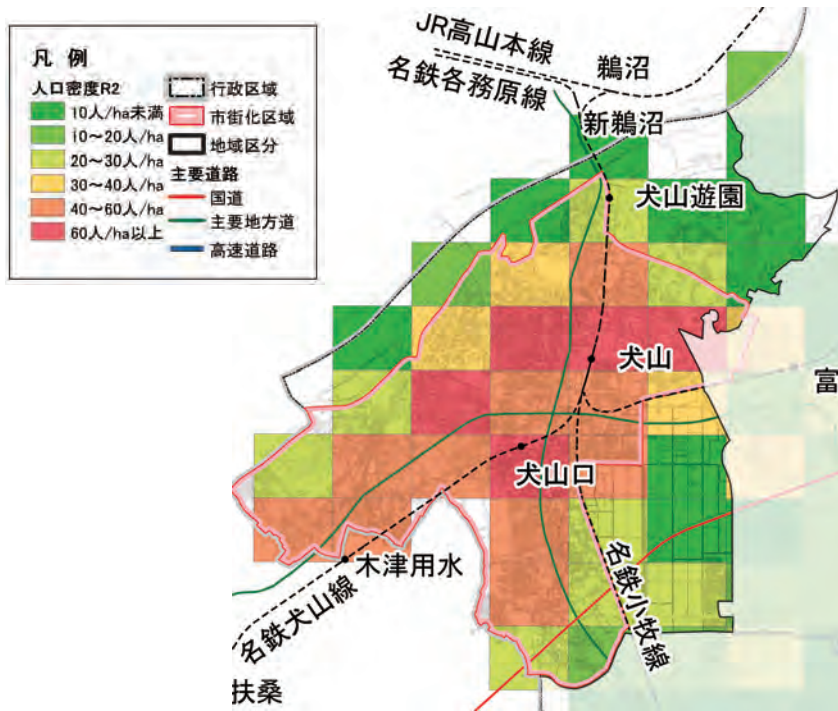 凡 例
人口密度R2
10人/ha未満
10～20人/ha
20～30人/ha
30～40人/ha
40～60人/ha
60人/ha以上
行政区域
市街化区域
地域区分
主要道路
国道
主要地方道
高速道路
JR高山本線
名鉄各務原線
鵜沼
新鵜沼
犬山遊園
犬山
富
犬山口
木津用水
名鉄犬山線
名鉄小牧線
扶桑